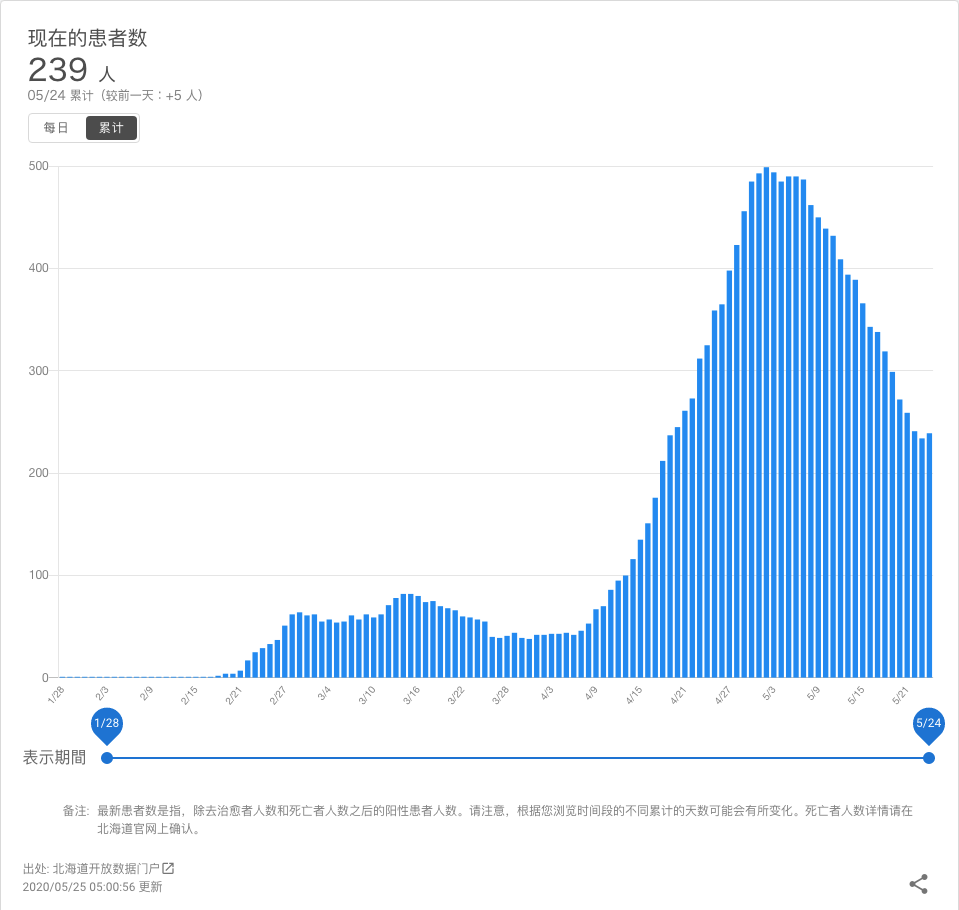 现在的患者数
239 人
05/24 累计（较前一天：+5 人）
每日 累计
500
400
300
200
100
0
1/28 2/3 2/9 2/15 2/21 2/27 3/4 3/10 3/16 3/22 3/28 4/3 4/9 4/15 4/21 4/27 5/3 5/9 5/15 5/21
1/28 5/24
表示期間
备注: 最新患者数是指，除去治愈者人数和死亡者人数之后的阳性患者人数。请注意，根据您浏览时间段的不同累计的天数可能会有所变化。死亡者人数详情请在
北海道官网上确认。
出处: 北海道开放数据门户
2020/05/25 05:00:56 更新